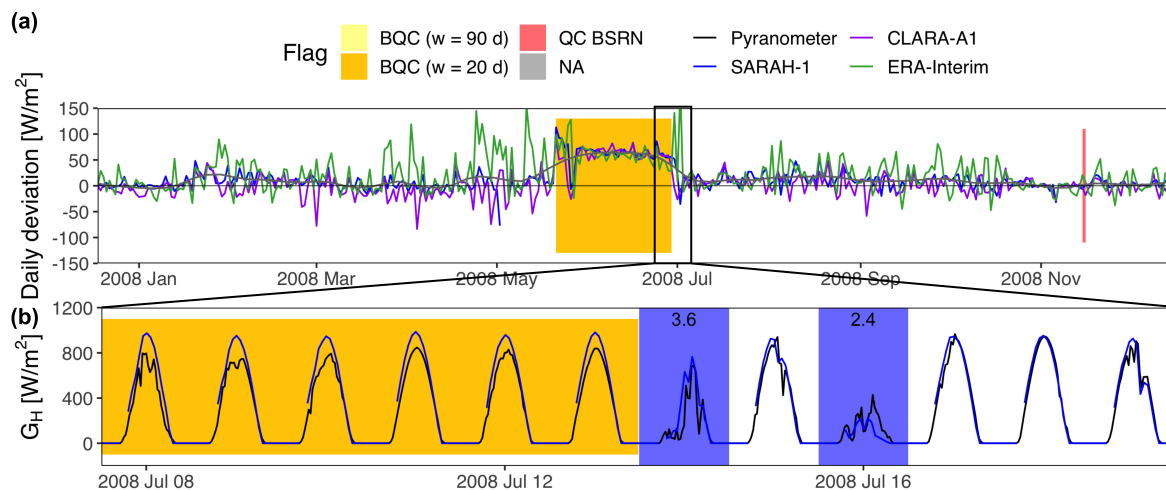 (a)
Flag
BQC (w = 90 d)
BQC (w = 20 d)
QC BSRN
NA
Pyranometer
SARAH-1
CLARA-A1
ERA-Interim
Daily deviation [W/m²]
150
100
50
0
-50
-100
-150
2008 Jan
2008 Mar
2008 May
2008 Jul
2008 Sep
2008 Nov
(b)
G_H [W/m²]
1200
800
400
0
3.6
2.4
2008 Jul 08
2008 Jul 12
2008 Jul 16